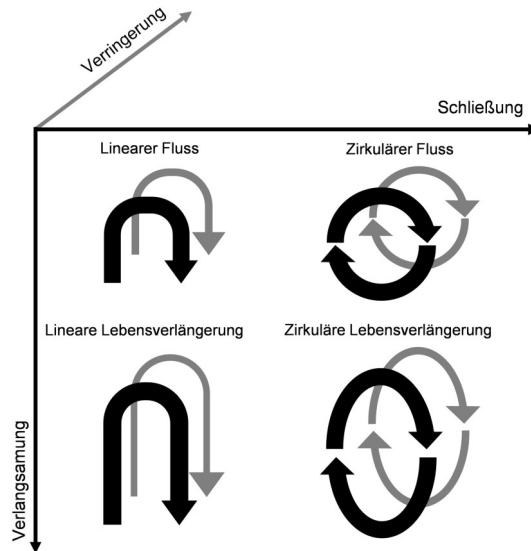 Verringerung
Schließung
Linearer Fluss
Zirkulärer Fluss
Lineare Lebensverlängerung
Zirkuläre Lebensverlängerung
Verlangsamung